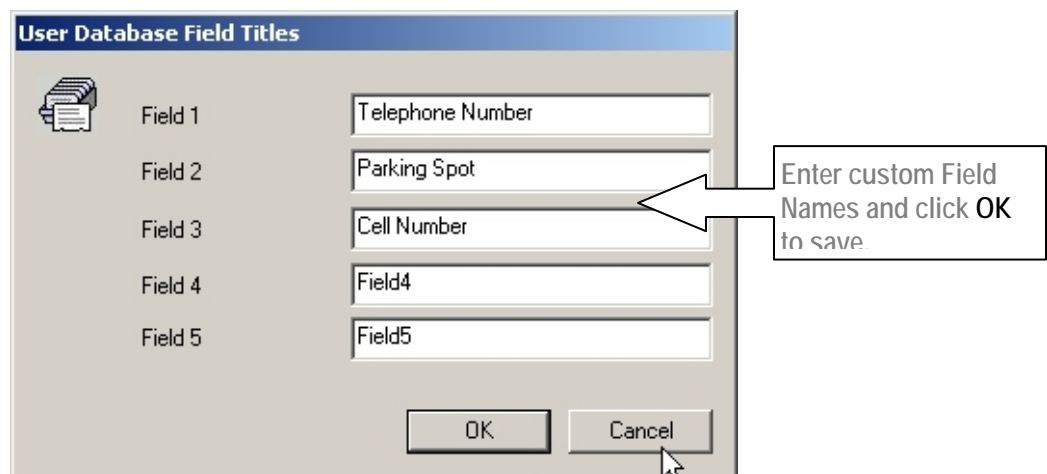 User Database Field Titles
Field 1 Telephone Number
Field 2 Parking Spot
Field 3 Cell Number
Field 4 Field4
Field 5 Field5
OK Cancel
Enter custom Field
Names and click OK
to save.